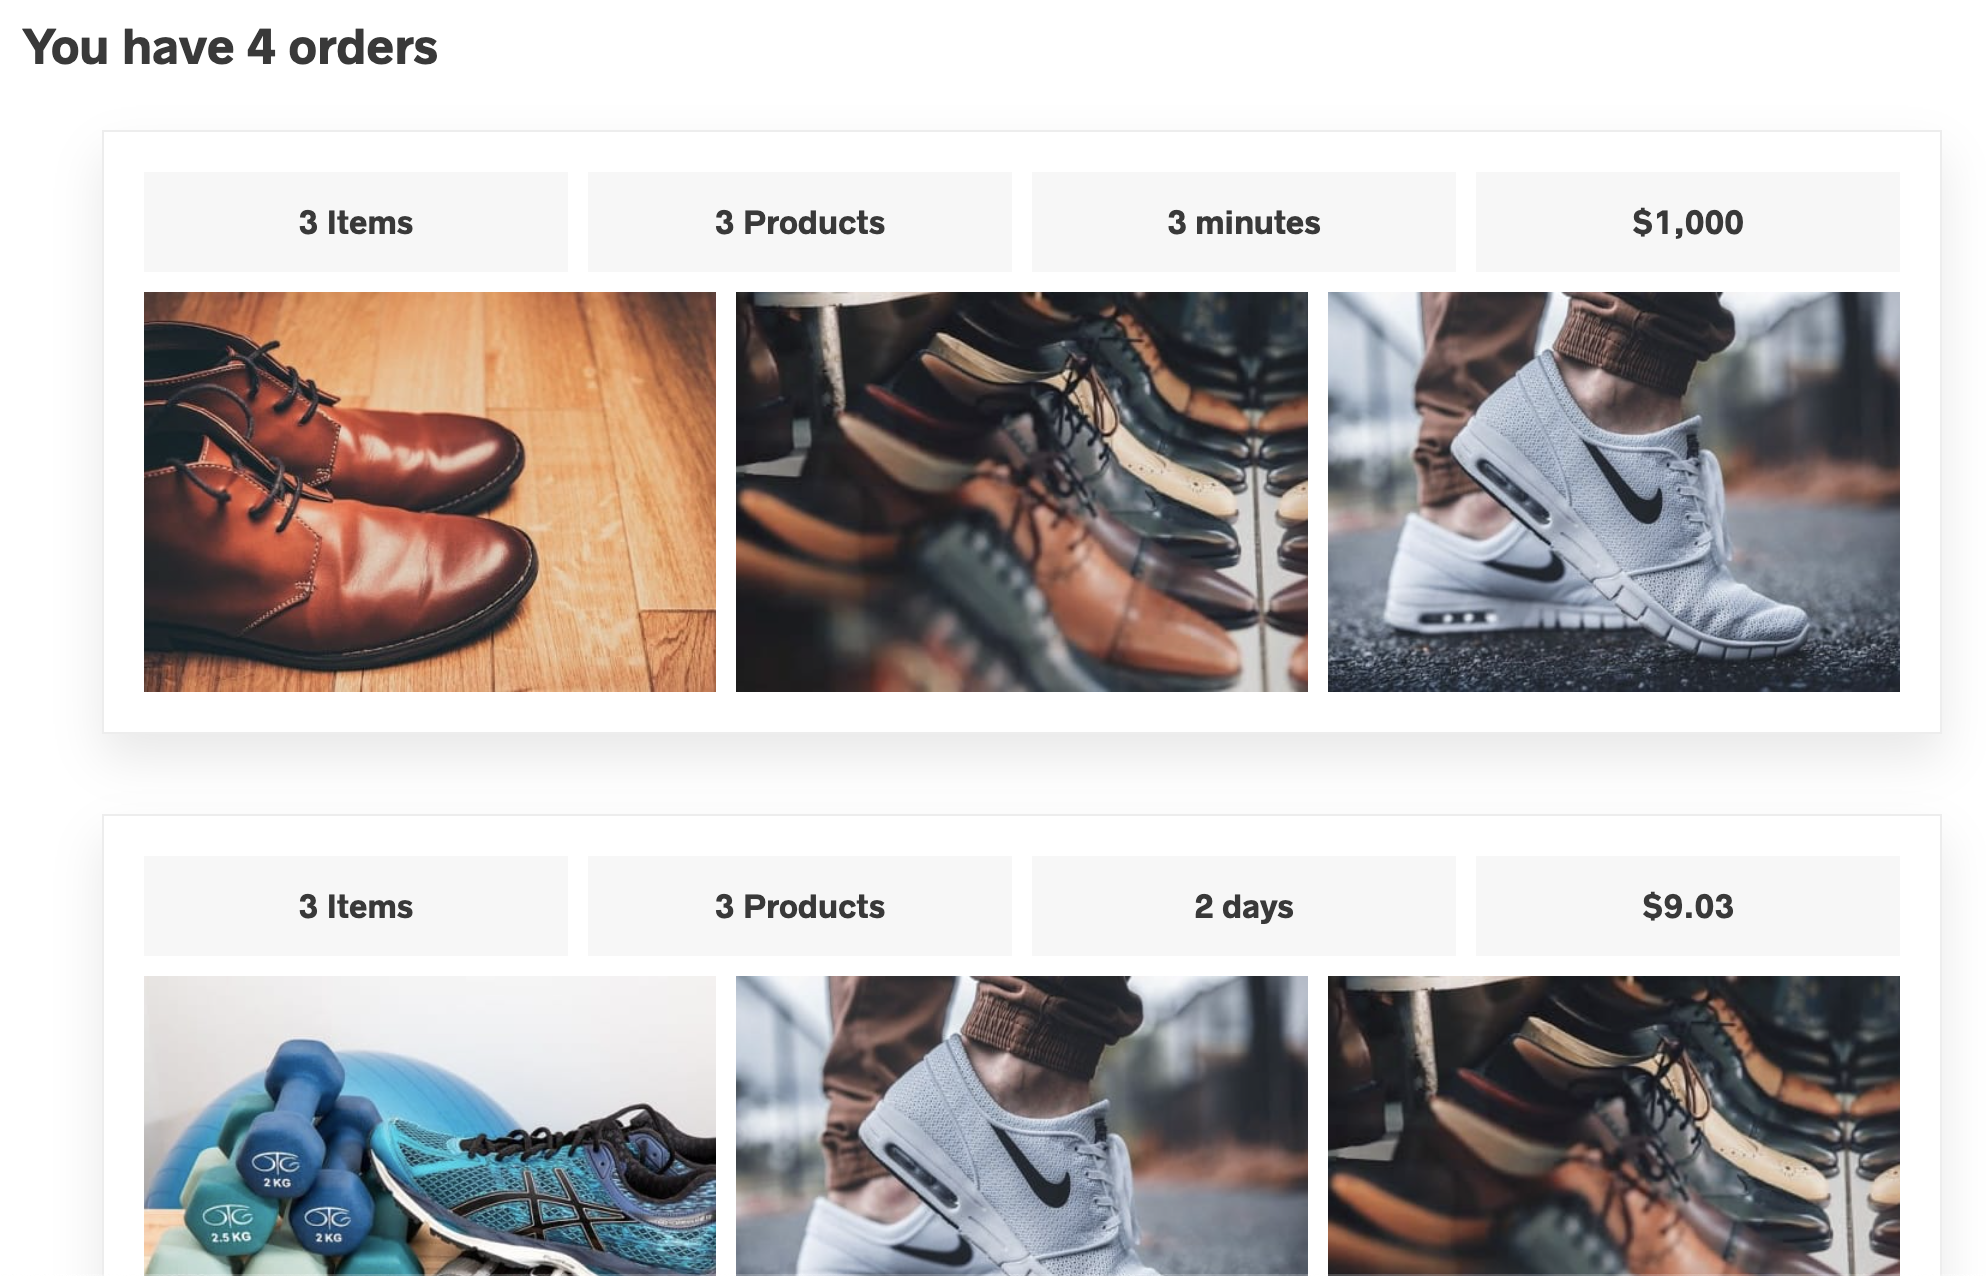 You have 4 orders
3 Items
3 Products
3 minutes
$1,000
3 Items
3 Products
2 days
$9.03
OTG
2 KG
OTG
2.5 KG
OTG
2 KG